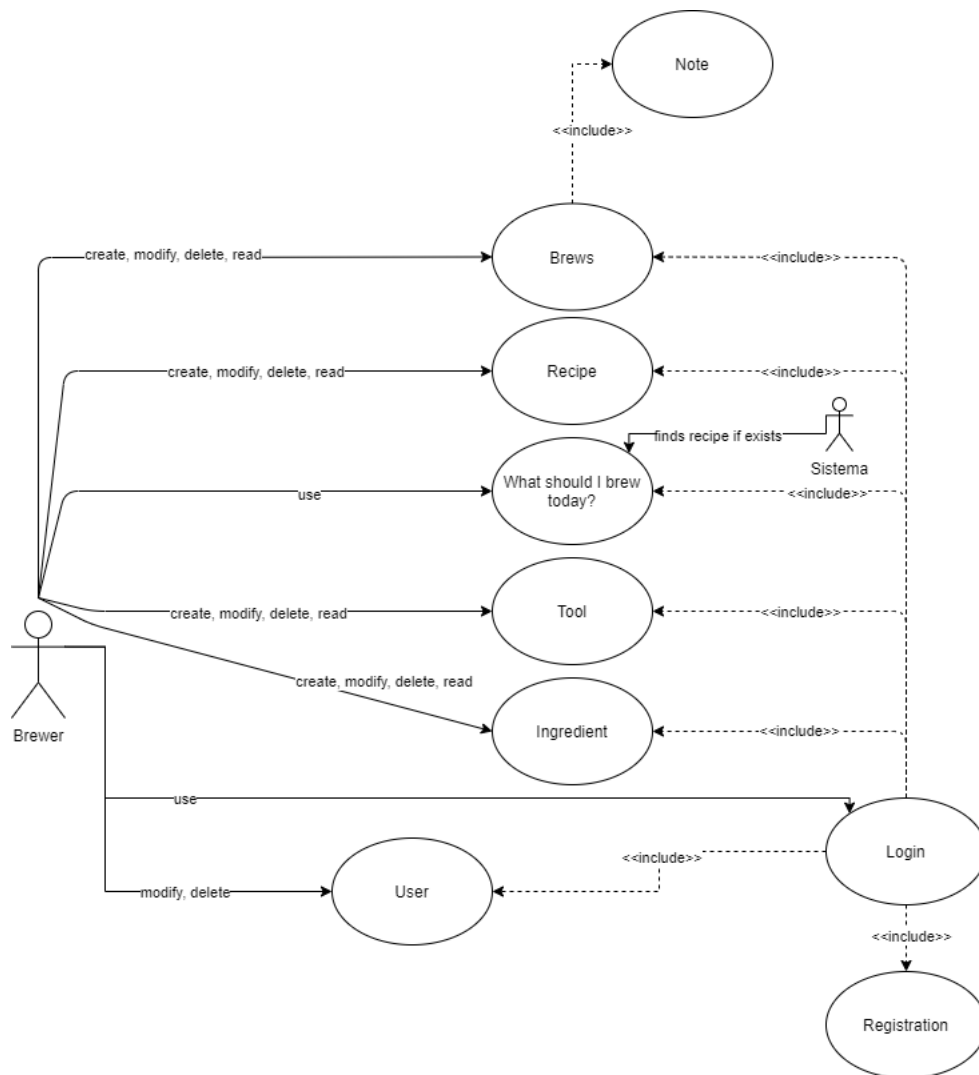 Note
<<include>>
create, modify, delete, read
Brews
<<include>>
create, modify, delete, read
Recipe
<<include>>
finds recipe if exists
Sistema
What should I brew
today?
use
<<include>>
create, modify, delete, read
Tool
<<include>>
create, modify, delete, read
Ingredient
<<include>>
Brewer
use
Login
<<include>>
modify, delete
User
<<include>>
Registration